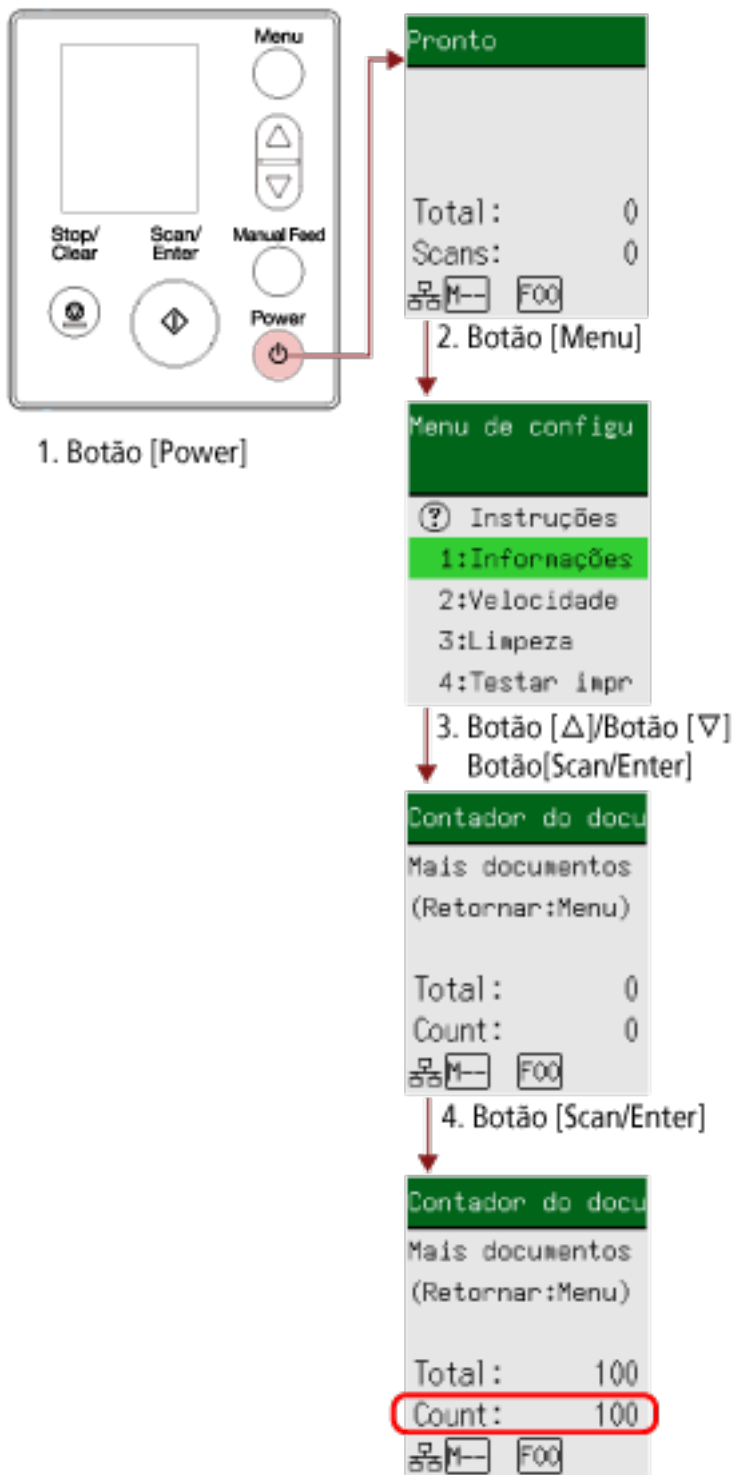 Menu
Stop/
Clear
Scan/
Enter
Manual Feed
Power
1. Botão [Power]
Pronto
Total: 0
Scans: 0
M-- F00
2. Botão [Menu]
Menu de configu
? Instruções
1:Informações
2:Velocidade
3:Limpeza
4:Testar impr
3. Botão [△]/Botão [▽]
Botão[Scan/Enter]
Contador do docu
Mais documentos
(Retornar:Menu)
Total: 0
Count: 0
M-- F00
4. Botão [Scan/Enter]
Contador do docu
Mais documentos
(Retornar:Menu)
Total: 100
Count: 100
M-- F00